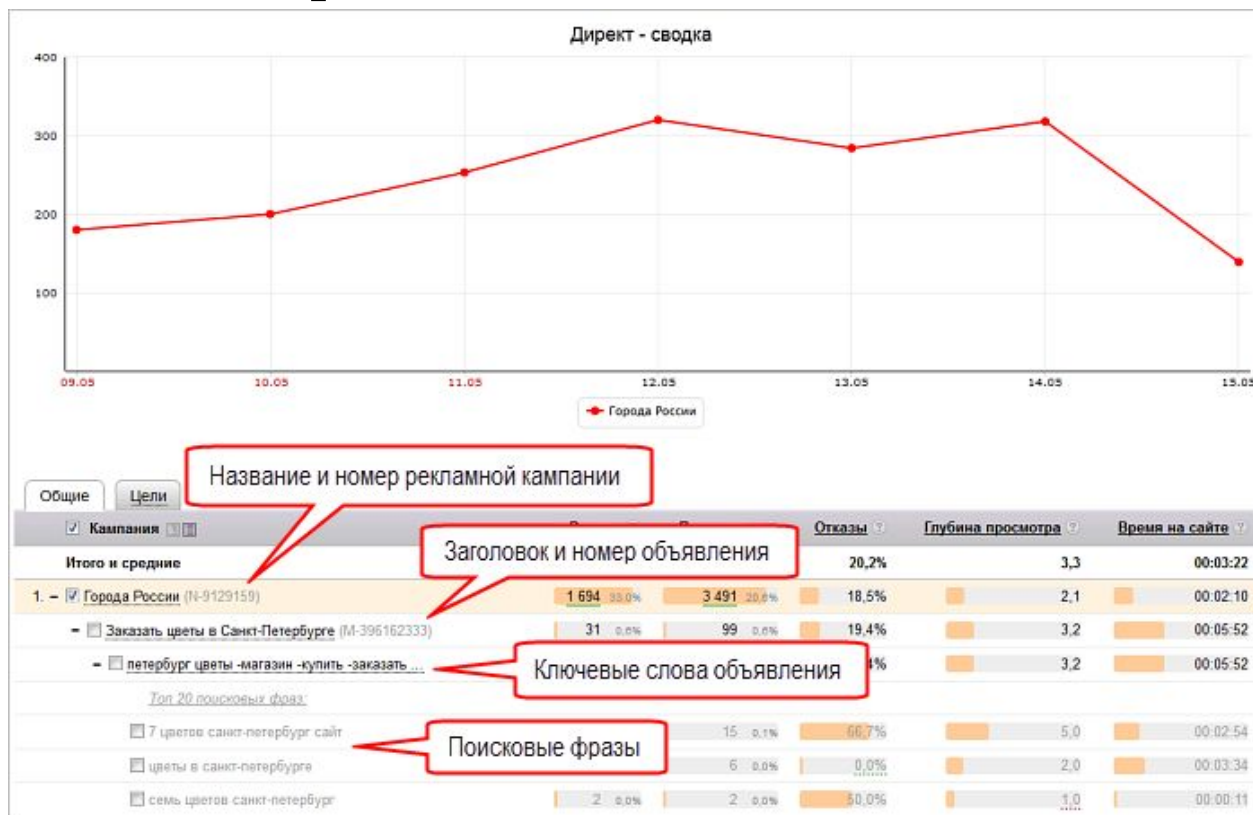 Директ - сводка
400
300
200
100
09.05 10.05 11.05 12.05 13.05 14.05 15.05
Города России
Название и номер рекламной кампании
Общие Цели
Кампания Отказы ? Глубина просмотра ? Время на сайте ?
Заголовок и номер объявления
Итого и средние 20,2% 3,3 00:03:22
1. – Города России (N-9129159) 1 694 33,0% 3 491 20,8% 18,5% 2,1 00:02:10
– Заказать цветы в Санкт-Петербурге (M-396162333) 31 0,6% 99 0,6% 19,4% 3,2 00:05:52
– петербург цветы -магазин -купить -заказать ... 3,2 00:05:52
Ключевые слова объявления
Топ 20 поисковых фраз:
7 цветов санкт-петербург сайт 15 0,1% 66,7% 5,0 00:02:54
Поисковые фразы
цветы в санкт-петербурге 6 0,0% 0,0% 2,0 00:03:34
семь цветов санкт-петербург 2 0,0% 2 0,0% 50,0% 1,0 00:00:11